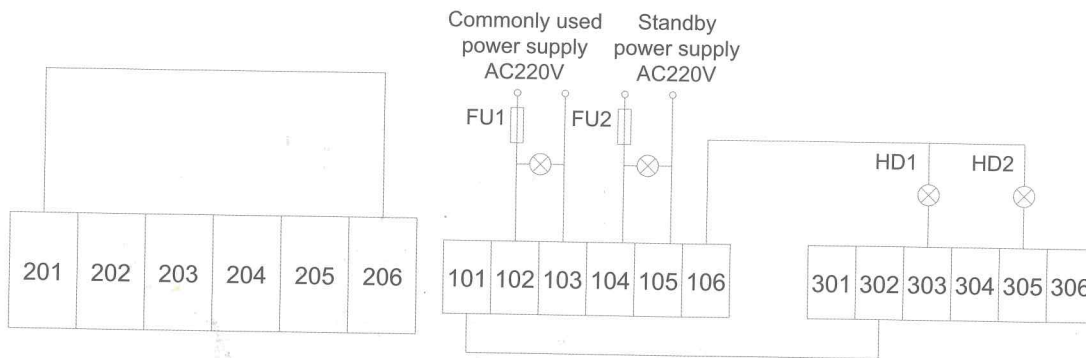 Commonly used
power supply
AC220V
Standby
power supply
AC220V
FU1
FU2
HD1
HD2
201 202 203 204 205 206
101 102 103 104 105 106
301 302 303 304 305 306